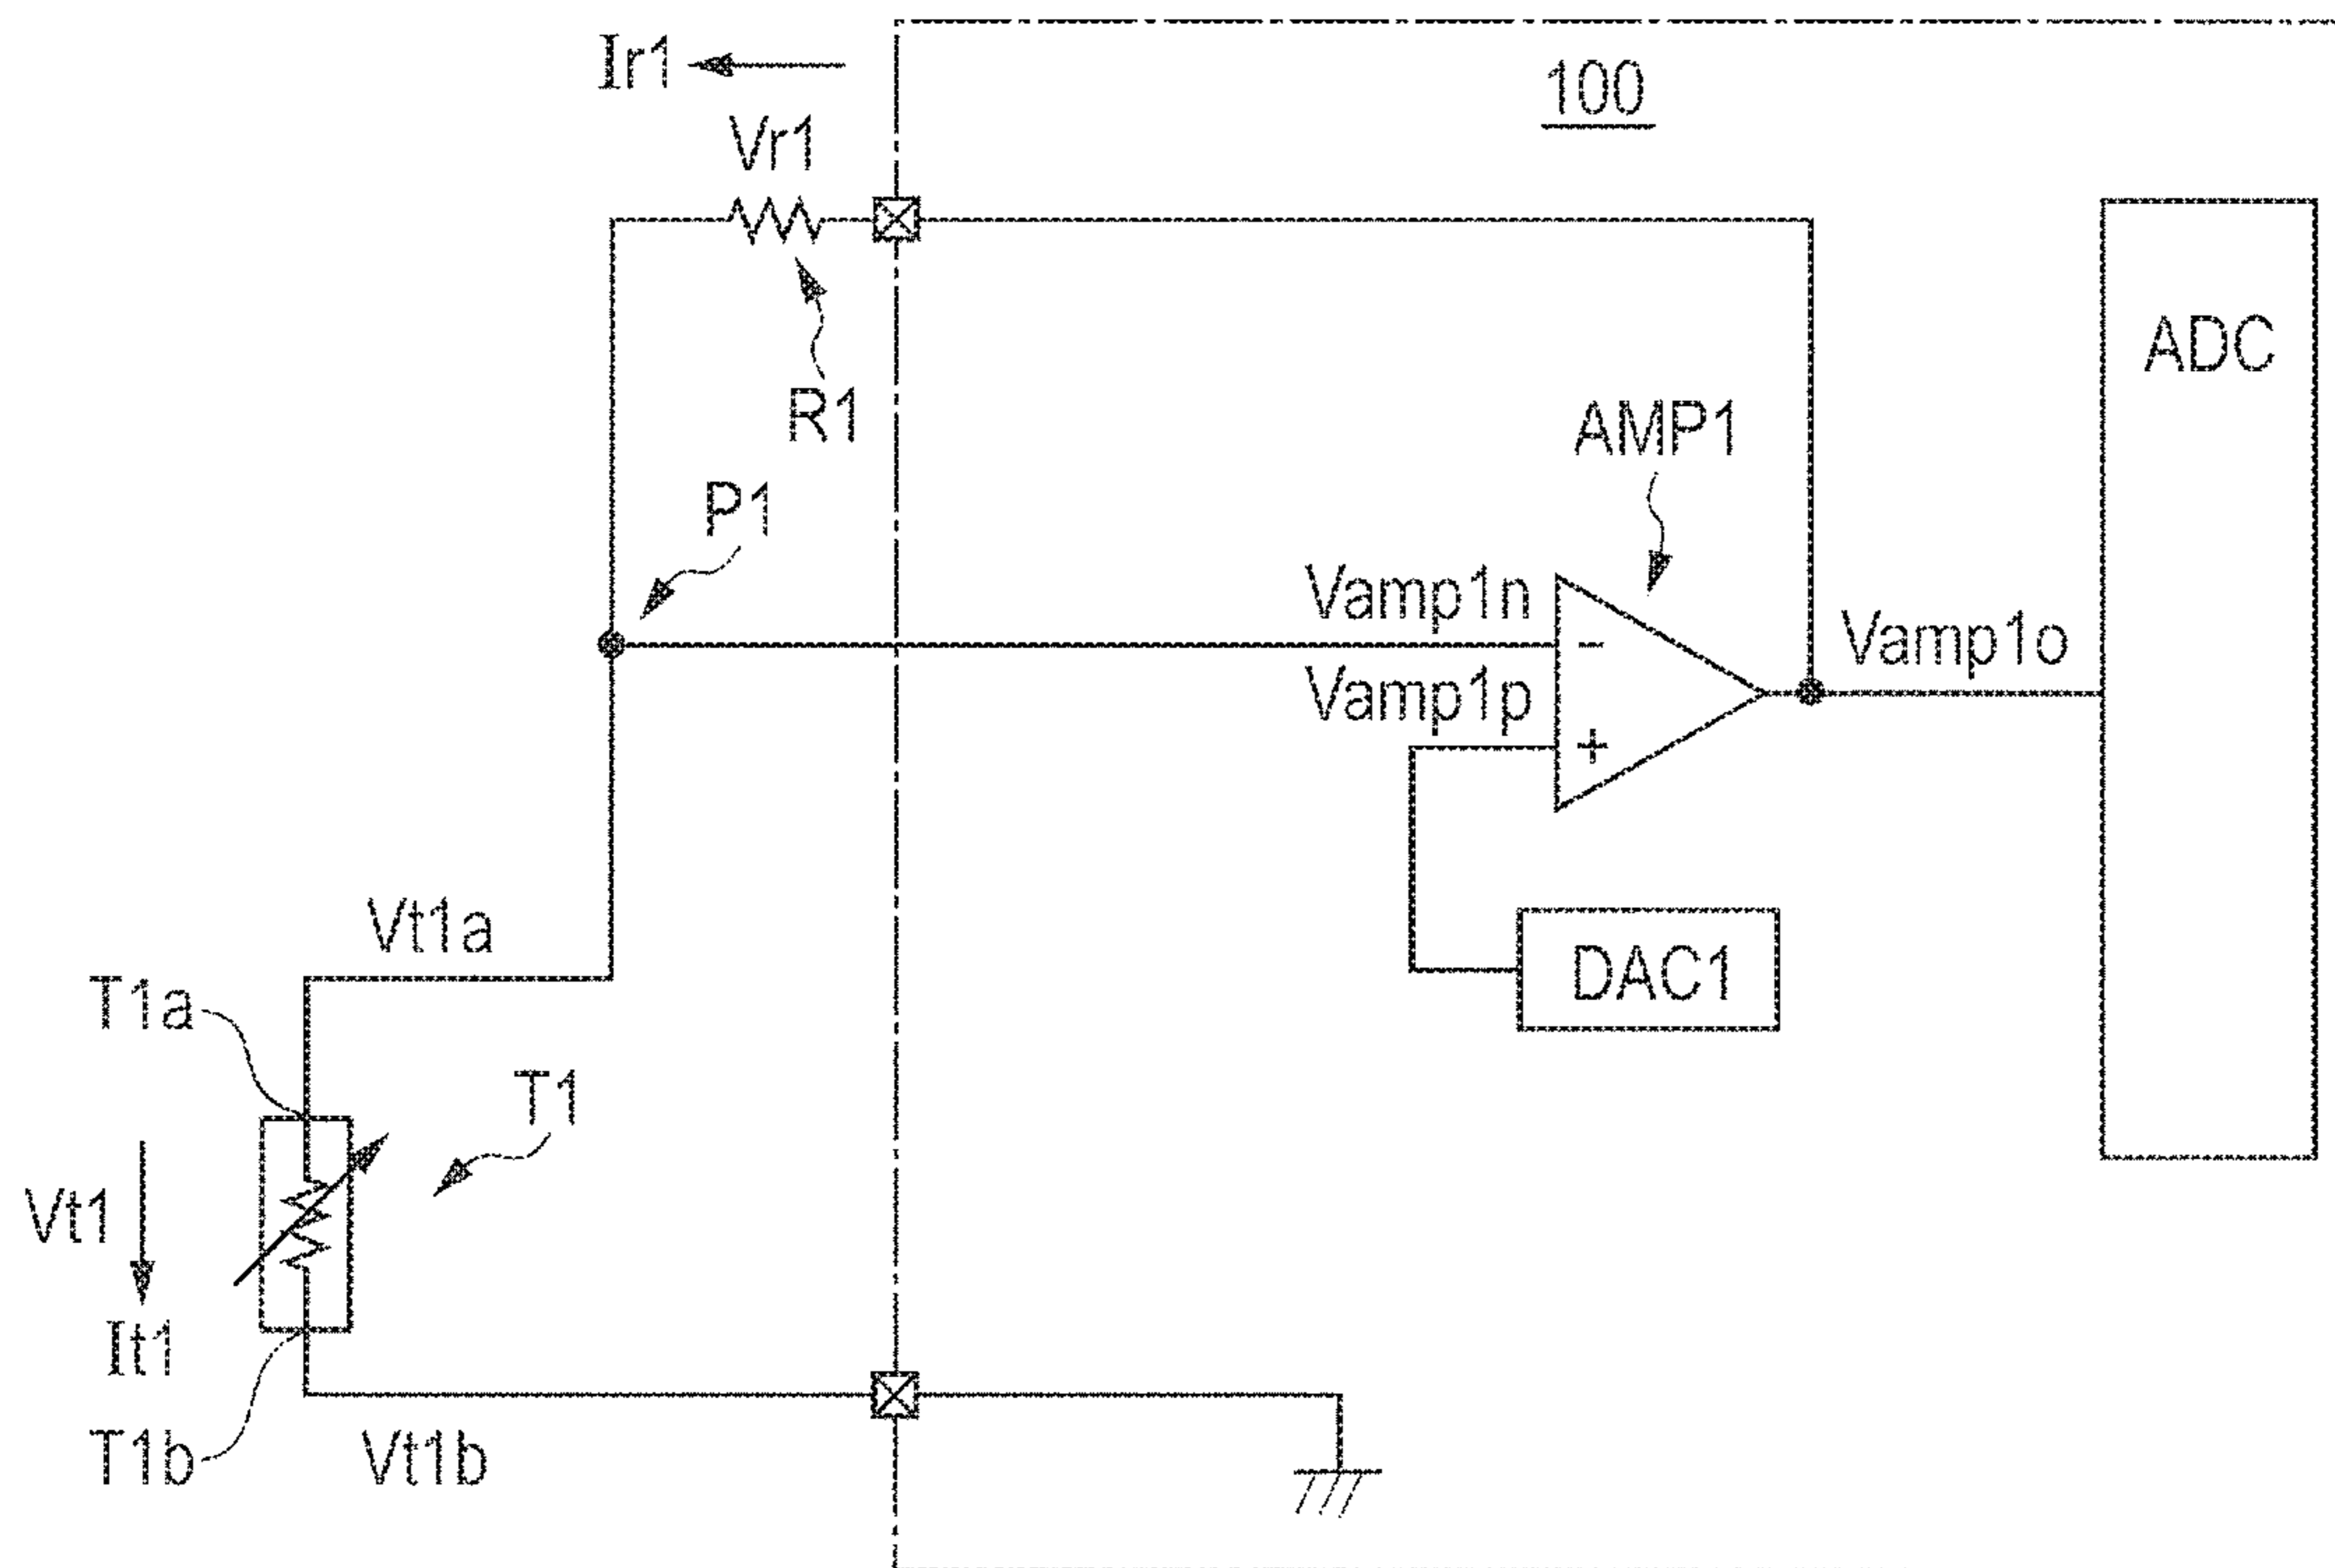 Ir1
100
Vr1
ADC
R1
AMP1
P1
Vamp1n
-
Vamp1o
Vamp1p
+
Vt1a
DAC1
T1a
T1
Vt1
It1
T1b
Vt1b